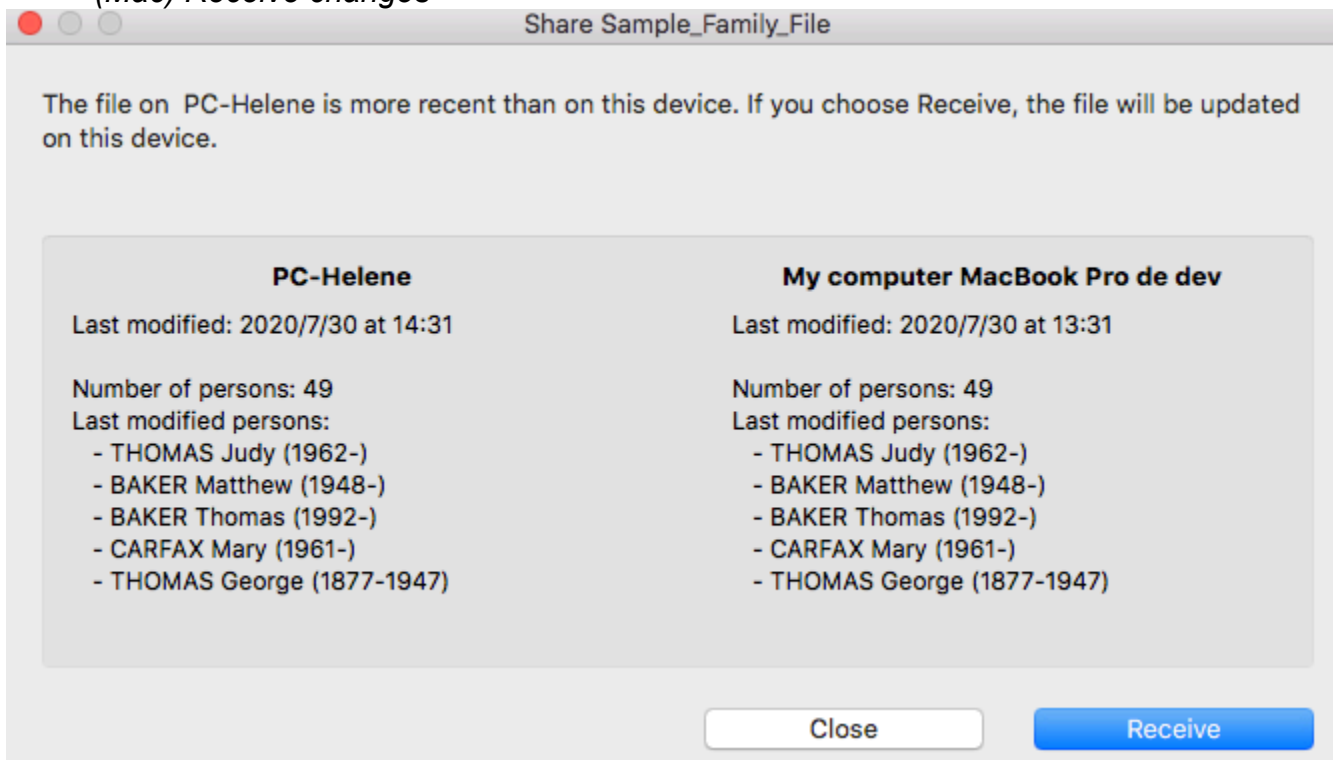 (Mac) Receive changes
Share Sample_Family_File
The file on  PC-Helene is more recent than on this device. If you choose Receive, the file will be updated
on this device.
PC-Helene
Last modified: 2020/7/30 at 14:31
Number of persons: 49
Last modified persons:
- THOMAS Judy (1962-)
- BAKER Matthew (1948-)
- BAKER Thomas (1992-)
- CARFAX Mary (1961-)
- THOMAS George (1877-1947)
My computer MacBook Pro de dev
Last modified: 2020/7/30 at 13:31
Number of persons: 49
Last modified persons:
- THOMAS Judy (1962-)
- BAKER Matthew (1948-)
- BAKER Thomas (1992-)
- CARFAX Mary (1961-)
- THOMAS George (1877-1947)
Close
Receive